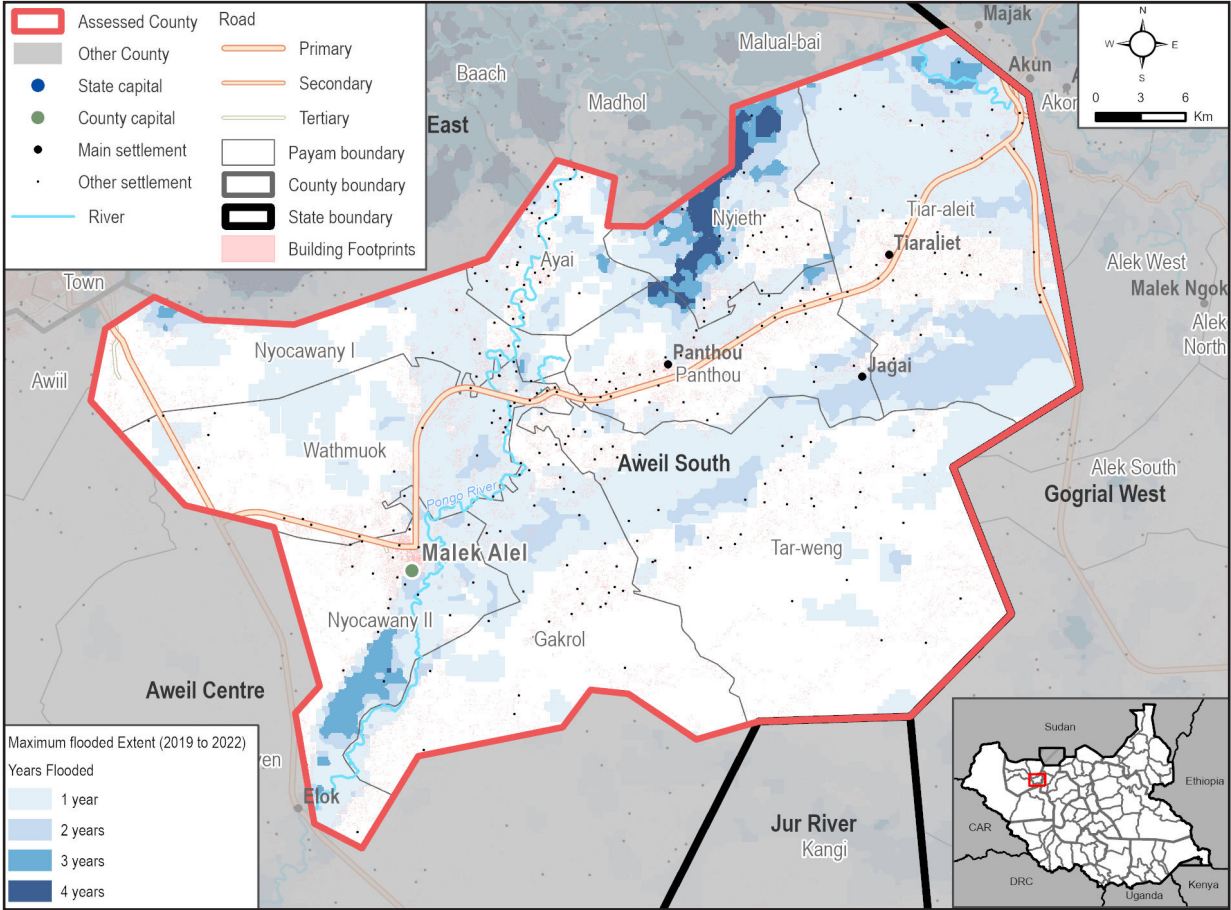 Assessed County
Other County
State capital
County capital
Main settlement
Other settlement
River
Road
Primary
Secondary
Tertiary
Payam boundary
County boundary
State boundary
Building Footprints
N
W
E
S
0 3 6
Km
Majak
Malual-bai
Akun
Baach
Madhol
East
Nyieth
Tiar-aleit
Tiaraliet
Ayai
Alek West
Malek Ngok
Alek
North
Town
Nyocawany I
Awiil
Panthou
Panthou
Jagai
Wathmuok
Aweil South
Alek South
Gogrial West
Pongo River
Malek Alel
Tar-weng
Nyocawany II
Gakrol
Aweil Centre
Elok
Jur River
Kangi
Maximum flooded Extent (2019 to 2022)
Years Flooded
1 year
2 years
3 years
4 years
Sudan
Ethiopia
CAR
DRC
Uganda
Kenya